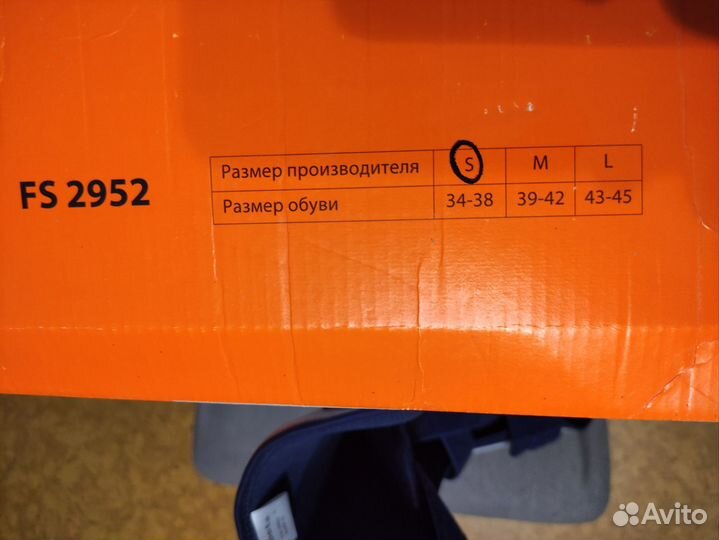 Размер производителя S M L
FS 2952
Размер обуви 34-38 39-42 43-45
Avito